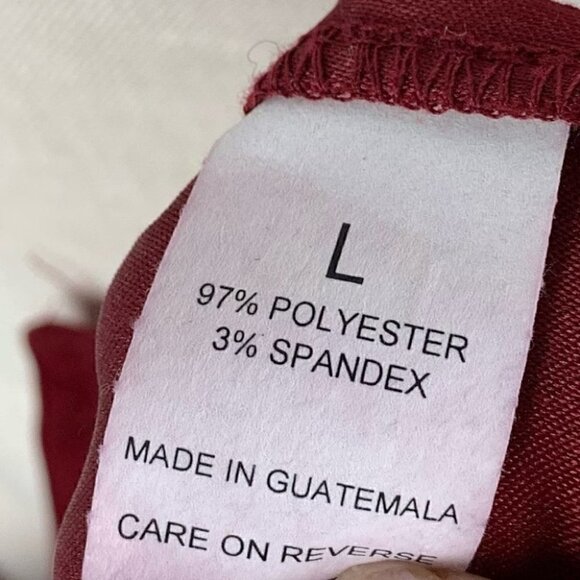 L
97% POLYESTER
3% SPANDEX
MADE IN GUATEMALA
CARE ON REVERSE